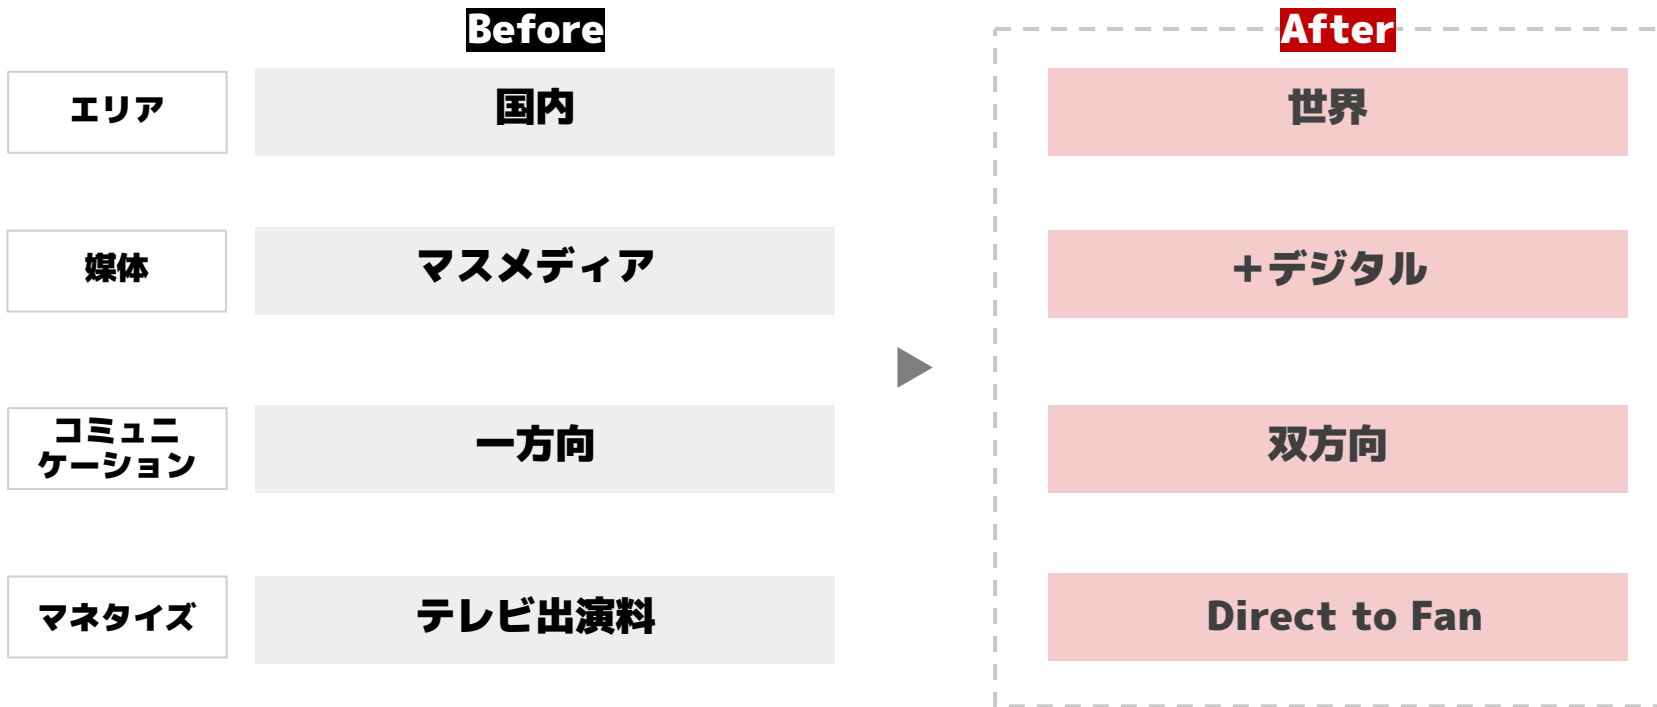 Before
After
エリア
国内
世界
媒体
マスメディア
＋デジタル
コミュニ
ケーション
一方向
双方向
マネタイズ
テレビ出演料
Direct to Fan